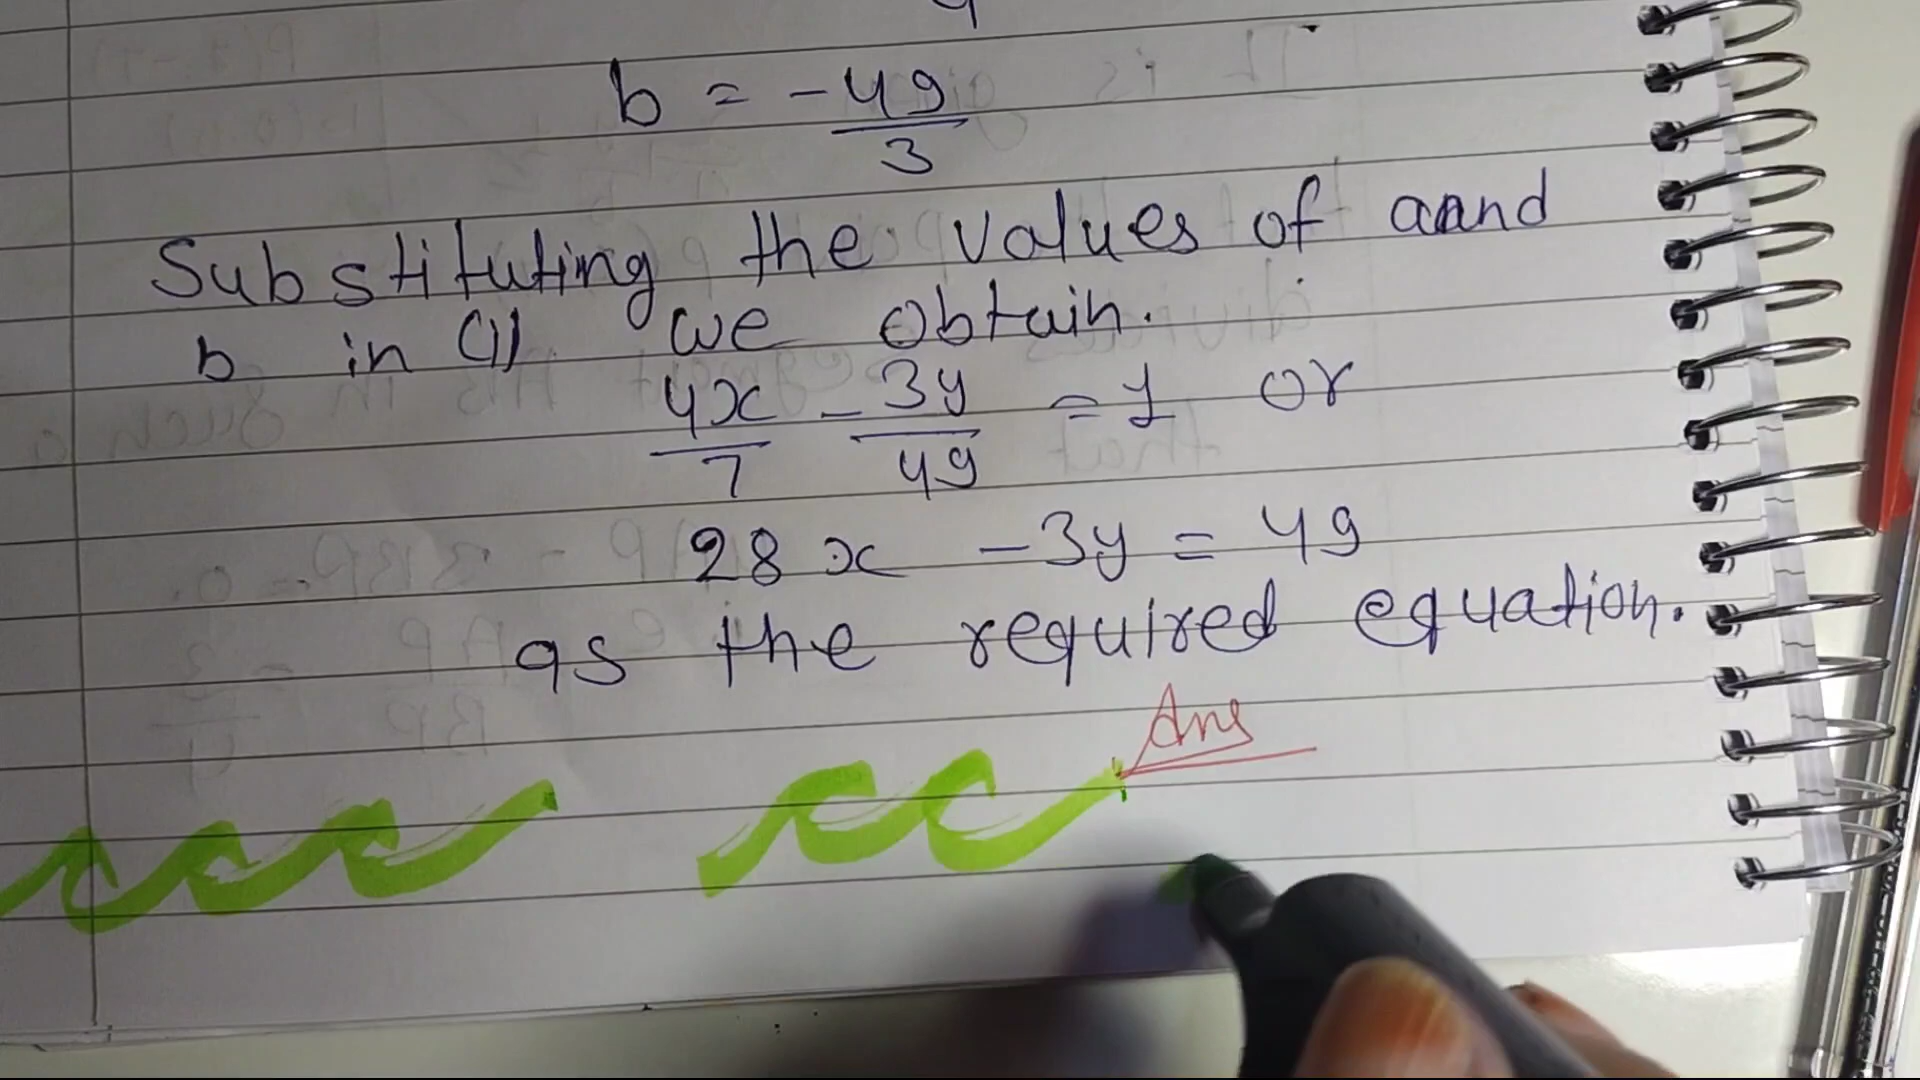 b = -49/3
Substituting the values of a and
b in (1) we obtain.
4x/7 - 3y/49 = 1 or
28x - 3y = 49
as the required equation.
Ans